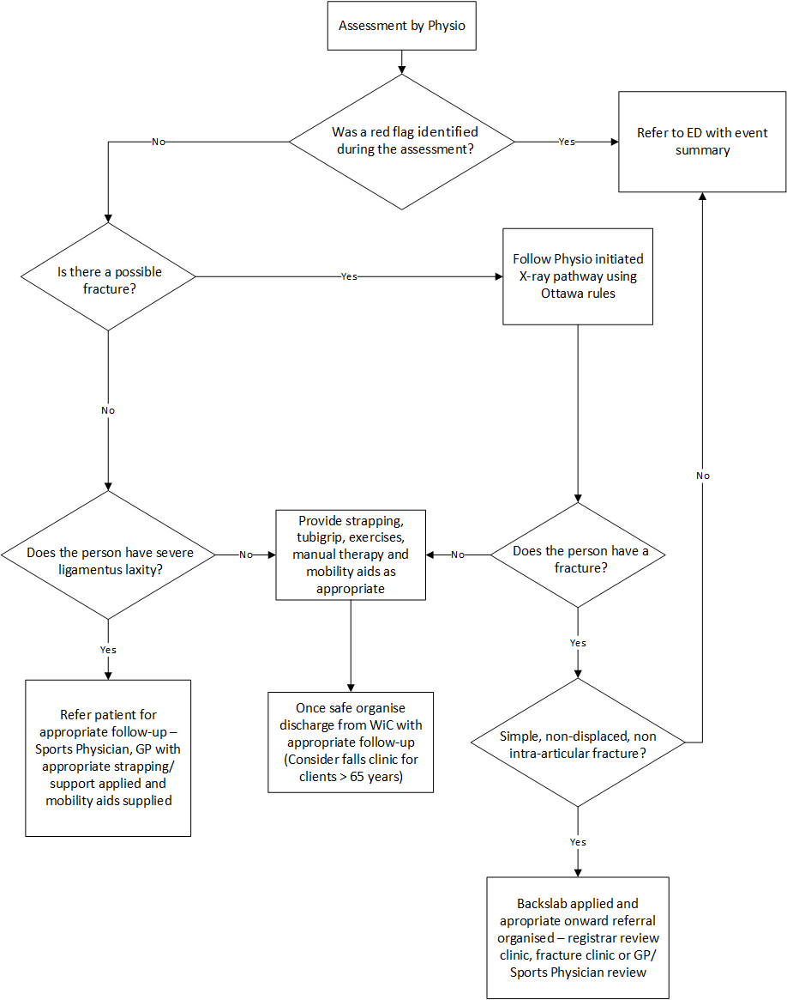 Assessment by Physio
Was a red flag identified
during the assessment?
No
Yes
Refer to ED with event
summary
Is there a possible
fracture?
Yes
Follow Physio initiated
X-ray pathway using
Ottawa rules
No
No
Does the person have severe
ligamentus laxity?
No
Provide strapping,
tubigrip, exercises,
manual therapy and
mobility aids as
appropriate
No
Does the person have a
fracture?
Yes
Yes
Refer patient for
appropriate follow-up –
Sports Physician, GP with
appropriate strapping/
support applied and
mobility aids supplied
Once safe organise
discharge from WiC with
appropriate follow-up
(Consider falls clinic for
clients > 65 years)
Simple, non-displaced, non
intra-articular fracture?
Yes
Backslab applied and
apropriate onward referral
organised – registrar review
clinic, fracture clinic or GP/
Sports Physician review